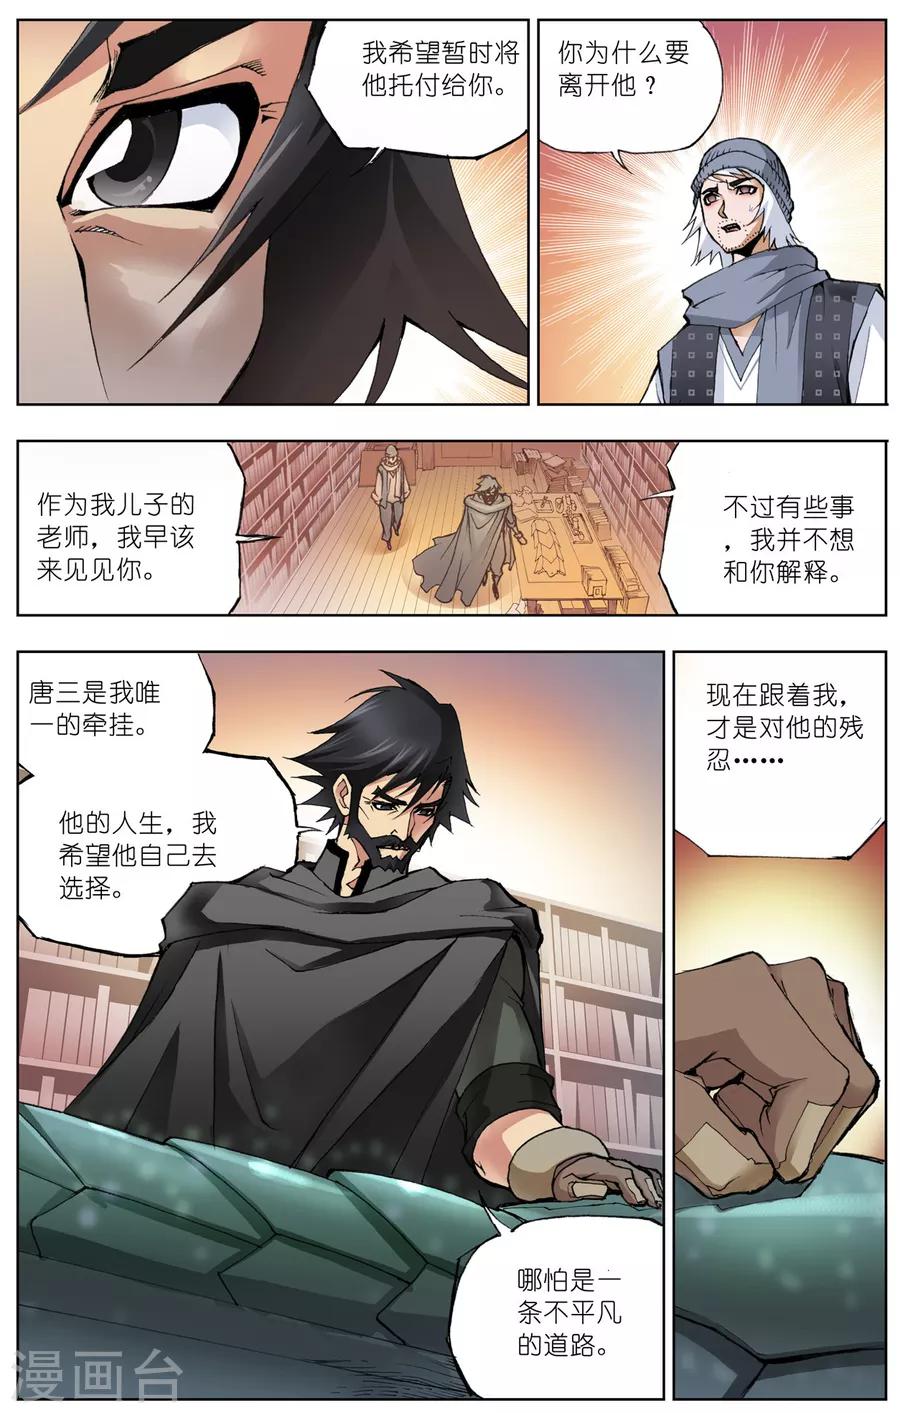 我希望暂时将
他托付给你。
你为什么要
离开他？
作为我儿子的
老师，我早该
来见见你。
不过有些事
，我并不想
和你解释。
唐三是我唯
一的牵挂。
他的人生，我
希望他自己去
选择。
哪怕是一
条不平凡
的道路。
现在跟着我，
才是对他的残
忍……
漫画台